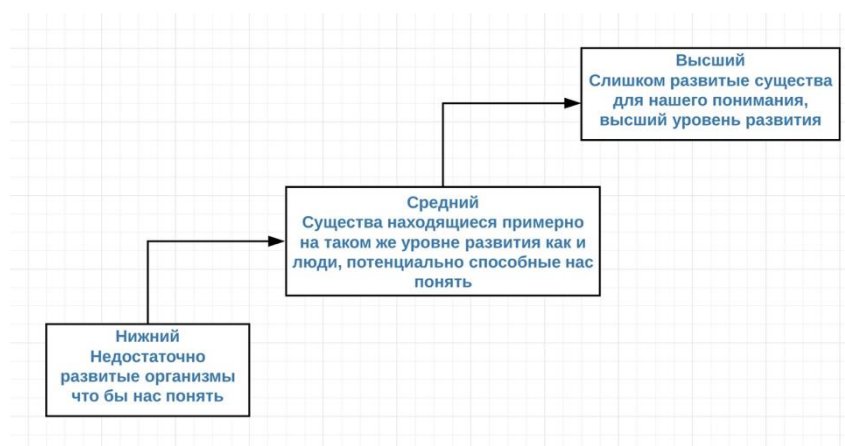 Высший
Слишком развитые существа
для нашего понимания,
высший уровень развития
Средний
Существа находящиеся примерно
на таком же уровне развития как и
люди, потенциально способные нас
понять
Нижний
Недостаточно
развитые организмы
что бы нас понять